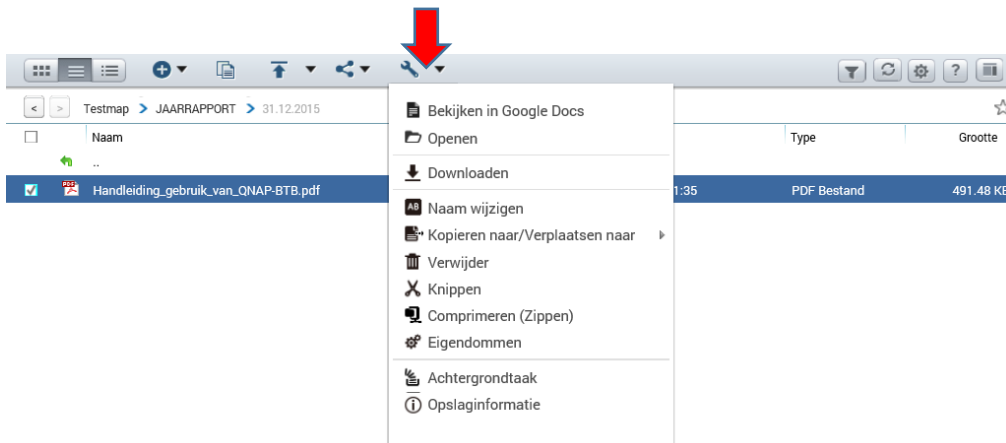 Testmap > JAARRAPPORT > 31.12.2015
Naam
Type
Grootte
..
Handleiding_gebruik_van_QNAP-BTB.pdf
1:35
PDF Bestand
491.48 KB
Bekijken in Google Docs
Openen
Downloaden
AB Naam wijzigen
Kopieren naar/Verplaatsen naar
Verwijder
Knippen
Comprimeren (Zippen)
Eigendommen
Achtergrondtaak
Opslaginformatie